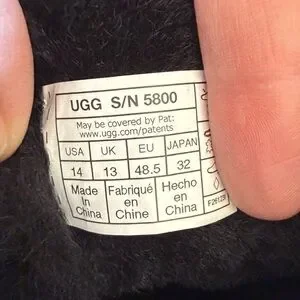 UGG S/N 5800
May be covered by Pat:
www.ugg.com/patents
USA UK EU JAPAN
14 13 48.5 32
Made in China Fabriqué en Chine Hecho en China